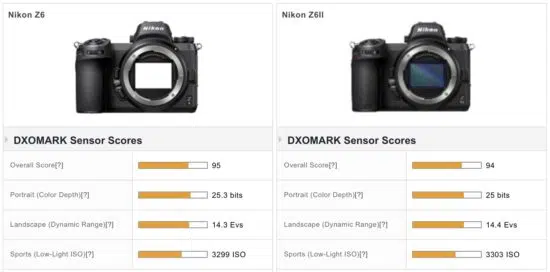 Nikon Z6
Nikon Z6II
DXOMARK Sensor Scores
DXOMARK Sensor Scores
Overall Score[?] 95
Overall Score[?] 94
Portrait (Color Depth)[?] 25.3 bits
Portrait (Color Depth)[?] 25 bits
Landscape (Dynamic Range)[?] 14.3 Evs
Landscape (Dynamic Range)[?] 14.4 Evs
Sports (Low-Light ISO)[?] 3299 ISO
Sports (Low-Light ISO)[?] 3303 ISO